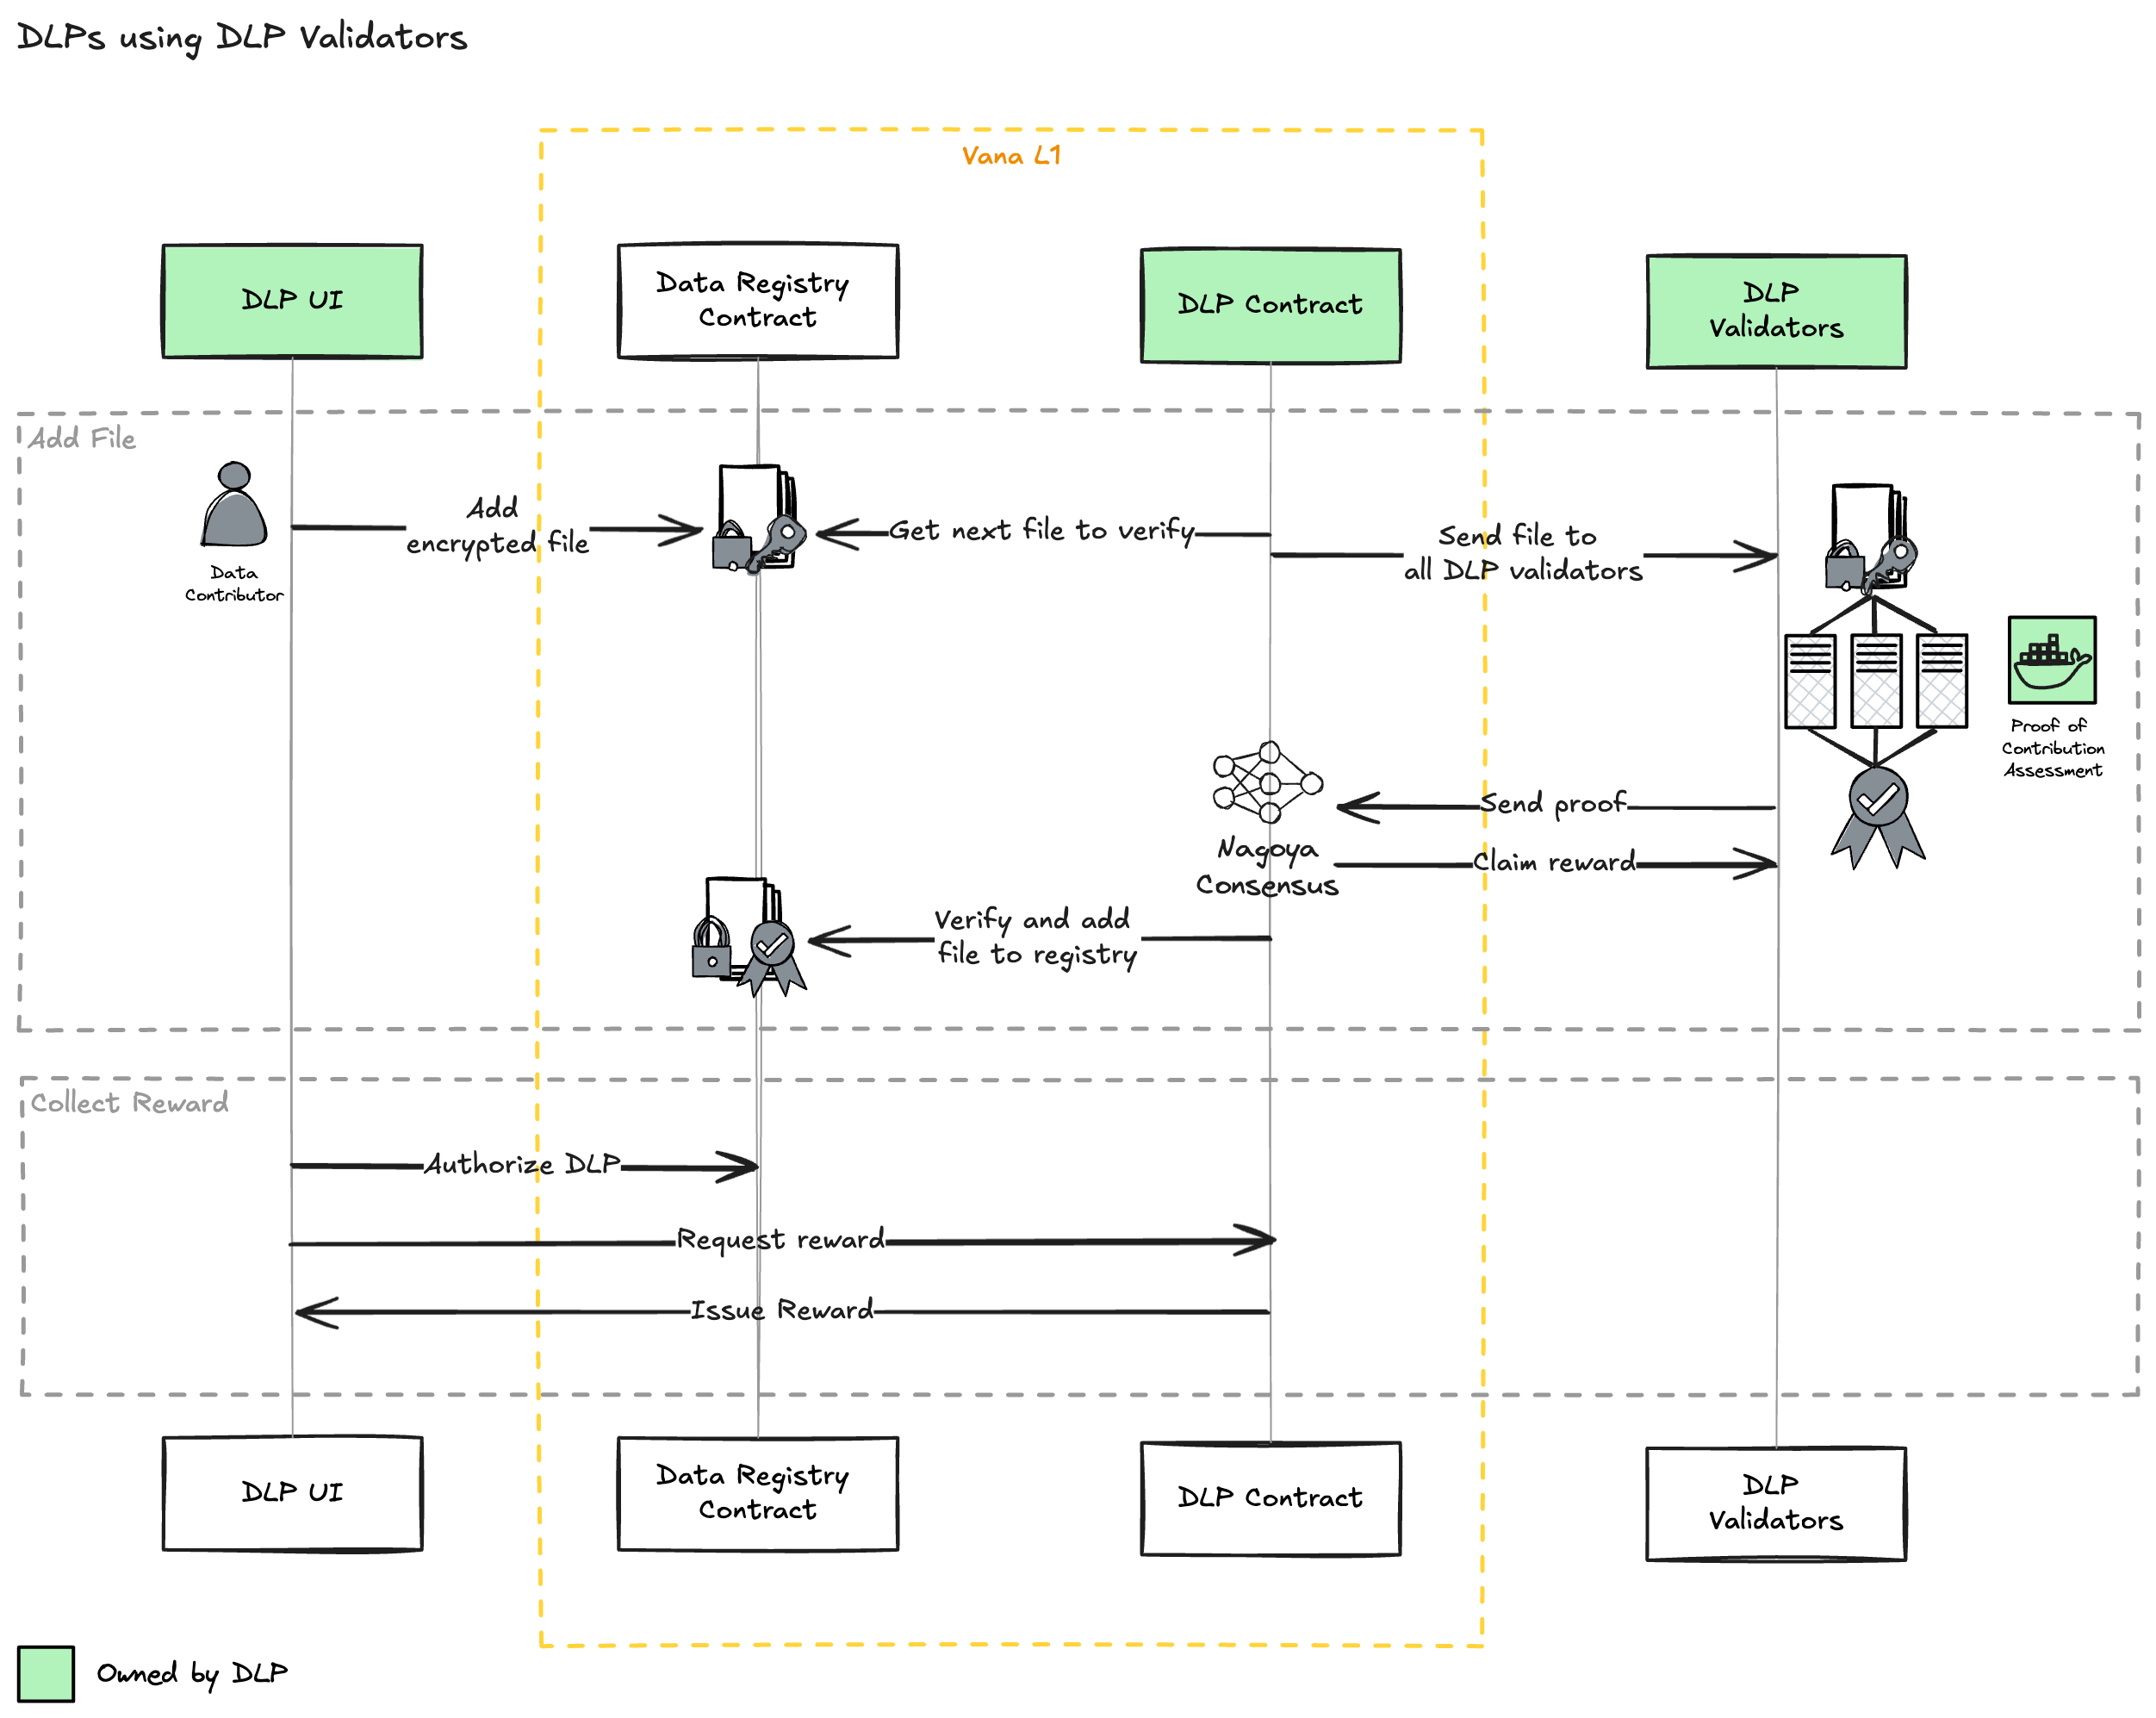 DLPs using DLP Validators
Vana L1
DLP UI
Data Registry
Contract
DLP Contract
DLP
Validators
Add File
Data
Contributor
Add
encrypted file
Get next file to verify
Send file to
all DLP validators
Proof of
Contribution
Assessment
Send proof
Nagoya
Consensus
Claim reward
Verify and add
file to registry
Collect Reward
Authorize DLP
Request reward
Issue Reward
DLP UI
Data Registry
Contract
DLP Contract
DLP
Validators
Owned by DLP